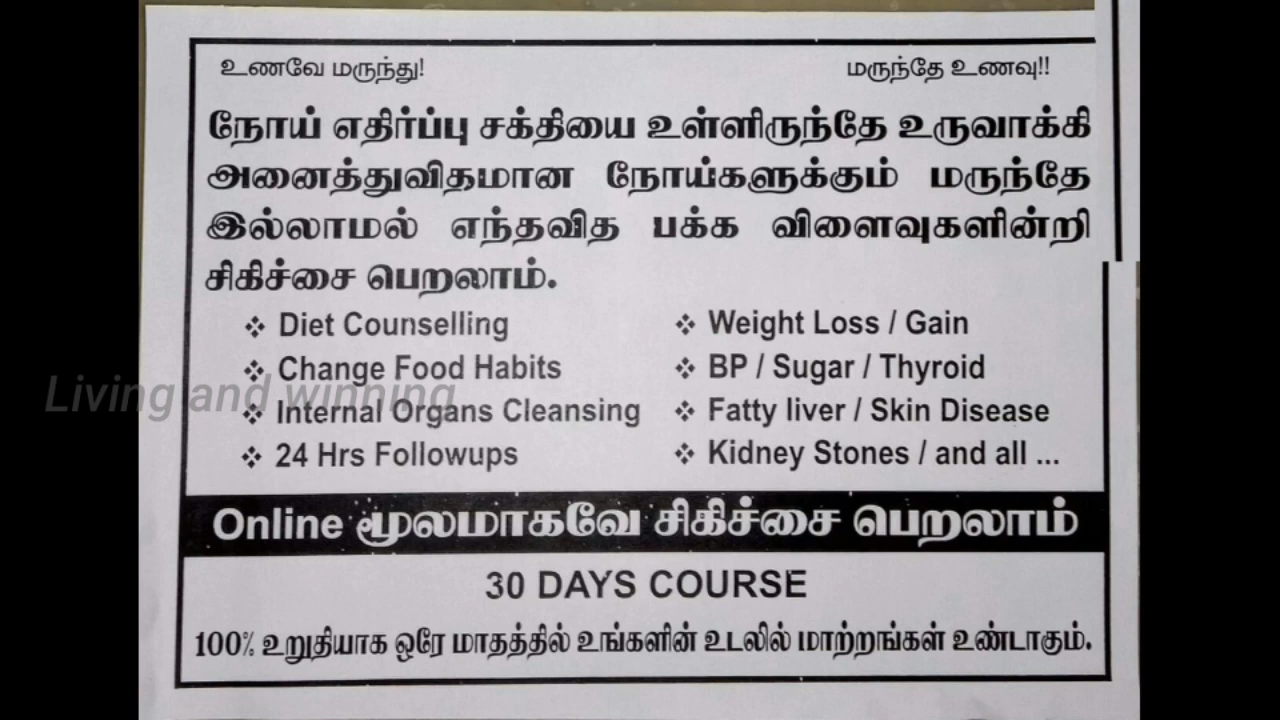 உணவே மருந்து! மருந்தே உணவு!!
நோய் எதிர்ப்பு சக்தியை உள்ளிருந்தே உருவாக்கி
அனைத்துவிதமான நோய்களுக்கும் மருந்தே
இல்லாமல் எந்தவித பக்க விளைவுகளின்றி
சிகிச்சை பெறலாம்.
❖ Diet Counselling
❖ Change Food Habits
❖ Internal Organs Cleansing
❖ 24 Hrs Followups
❖ Weight Loss / Gain
❖ BP / Sugar / Thyroid
❖ Fatty liver / Skin Disease
❖ Kidney Stones / and all ...
Living and winning
Online மூலமாகவே சிகிச்சை பெறலாம்
30 DAYS COURSE
100% உறுதியாக ஒரே மாதத்தில் உங்களின் உடலில் மாற்றங்கள் உண்டாகும்.